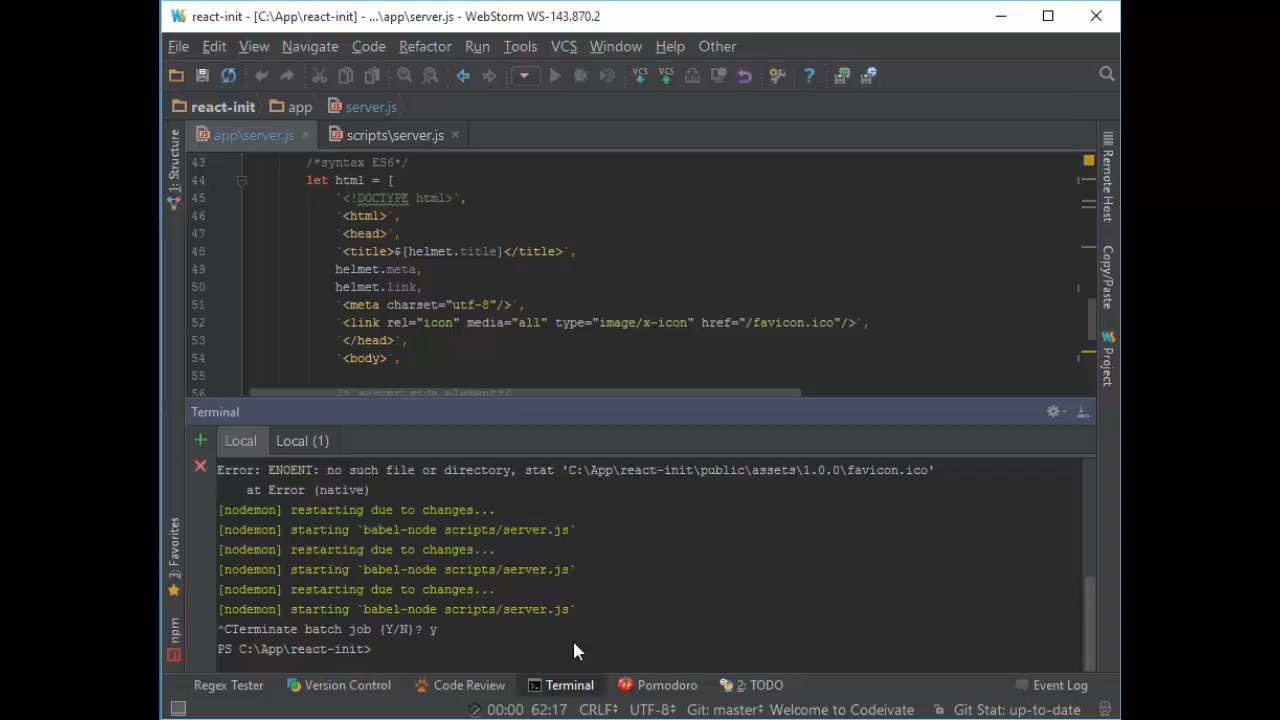 react-init - [C:\App\react-init] - ...\app\server.js - WebStorm WS-143.870.2
File Edit View Navigate Code Refactor Run Tools VCS Window Help Other
VCS VCS ?
react-init app server.js
app\server.js × scripts\server.js ×
1: Structure
Remote Host
Copy/Paste
Project
43 /*syntax ES6*/
44 let html = [
45 `<!DOCTYPE html>`,
46 `<html>`,
47 `<head>`,
48 `<title>${helmet.title}</title>`,
49 helmet.meta,
50 helmet.link,
51 `<meta charset="utf-8"/>`,
52 `<link rel="icon" media="all" type="image/x-icon" href="/favicon.ico"/>`,
53 `</head>`,
54 `<body>`,
55
56 /* server side element*/
Terminal
Local Local (1)
Error: ENOENT: no such file or directory, stat 'C:\App\react-init\public\assets\1.0.0\favicon.ico'
at Error (native)
[nodemon] restarting due to changes...
[nodemon] starting `babel-node scripts/server.js`
[nodemon] restarting due to changes...
[nodemon] starting `babel-node scripts/server.js`
[nodemon] restarting due to changes...
[nodemon] starting `babel-node scripts/server.js`
^CTerminate batch job (Y/N)? y
PS C:\App\react-init>
3: Favorites
npm
Regex Tester Version Control Code Review Terminal Pomodoro 2: TODO Event Log
00:00 62:17 CRLF UTF-8 Git: master Welcome to Codeivate Git Stat: up-to-date